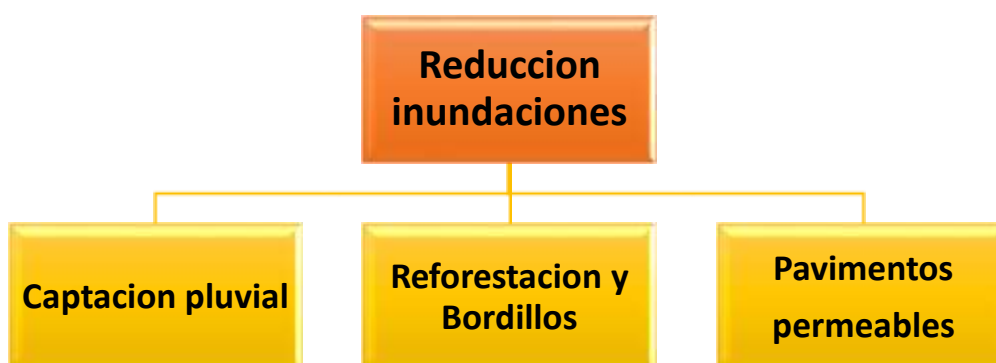 Reduccion
inundaciones
Captacion pluvial
Reforestacion y
Bordillos
Pavimentos
permeables